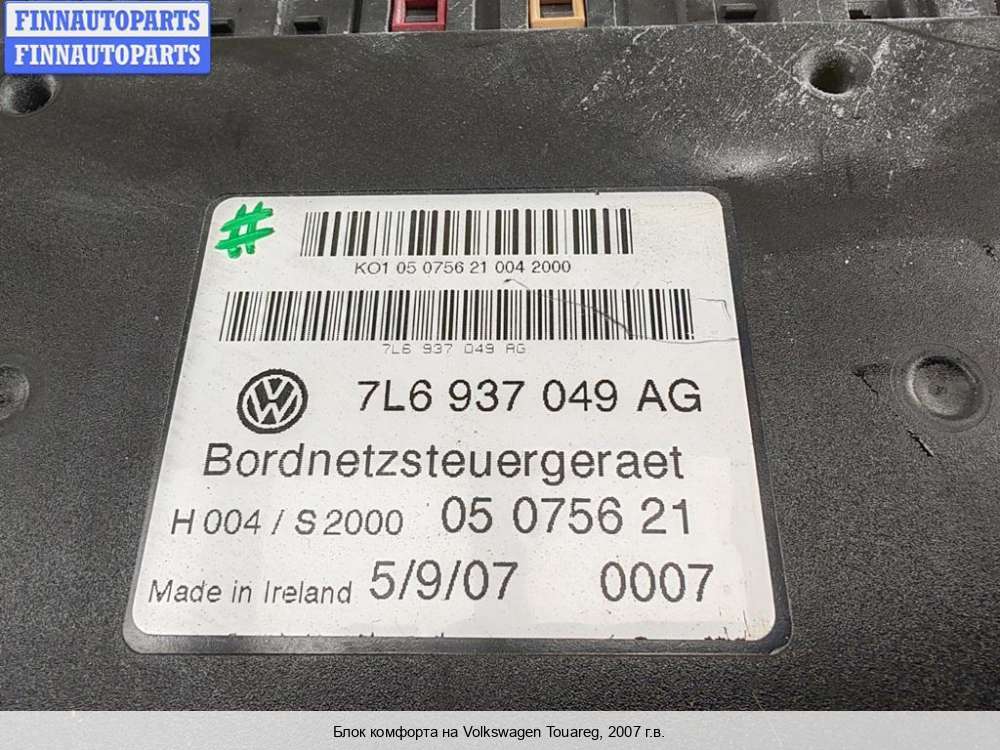 FINNAUTOPARTS
FINNAUTOPARTS
KO1 05 0756 21 004 2000
7L6 937 049 AG
7L6 937 049 AG
Bordnetzsteuergeraet
H 004 / S 2000 05 0756 21
Made in Ireland 5/9/07 0007
Блок комфорта на Volkswagen Touareg, 2007 г.в.